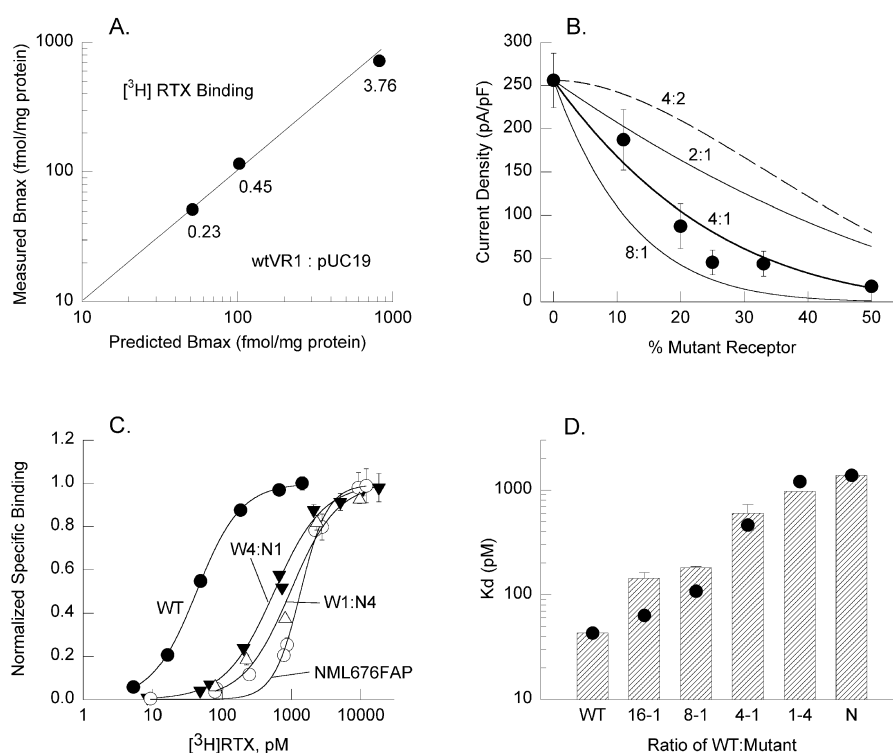 A.
Measured Bmax (fmol/mg protein)
1000
100
10
[³H] RTX Binding
3.76
0.45
0.23
wtVR1 : pUC19
10
100
1000
Predicted Bmax (fmol/mg protein)
B.
Current Density (pA/pF)
300
250
200
150
100
50
0
4:2
2:1
4:1
8:1
0
10
20
30
40
50
% Mutant Receptor
C.
Normalized Specific Binding
1.2
1.0
0.8
0.6
0.4
0.2
0.0
WT
W4:N1
W1:N4
NML676FAP
1
10
100
1000
10000
[³H]RTX, pM
D.
Kd (pM)
1000
100
10
WT
16-1
8-1
4-1
1-4
N
Ratio of WT:Mutant